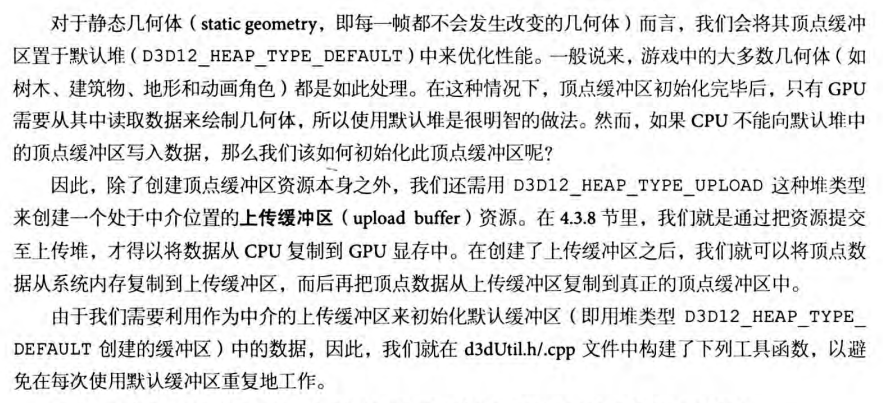 对于静态几何体（static geometry，即每一帧都不会发生改变的几何体）而言，我们会将其顶点缓冲
区置于默认堆（D3D12_HEAP_TYPE_DEFAULT）中来优化性能。一般说来，游戏中的大多数几何体（如
树木、建筑物、地形和动画角色）都是如此处理。在这种情况下，顶点缓冲区初始化完毕后，只有 GPU
需要从其中读取数据来绘制几何体，所以使用默认堆是很明智的做法。然而，如果 CPU 不能向默认堆中
的顶点缓冲区写入数据，那么我们该如何初始化此顶点缓冲区呢？
因此，除了创建顶点缓冲区资源本身之外，我们还需用 D3D12_HEAP_TYPE_UPLOAD 这种堆类型
来创建一个处于中介位置的上传缓冲区（upload buffer）资源。在 4.3.8 节里，我们就是通过把资源提交
至上传堆，才得以将数据从 CPU 复制到 GPU 显存中。在创建了上传缓冲区之后，我们就可以将顶点数
据从系统内存复制到上传缓冲区，而后再把顶点数据从上传缓冲区复制到真正的顶点缓冲区中。
由于我们需要利用作为中介的上传缓冲区来初始化默认缓冲区（即用堆类型 D3D12_HEAP_TYPE_
DEFAULT 创建的缓冲区）中的数据，因此，我们就在 d3dUtil.h/.cpp 文件中构建了下列工具函数，以避
免在每次使用默认缓冲区重复地工作。